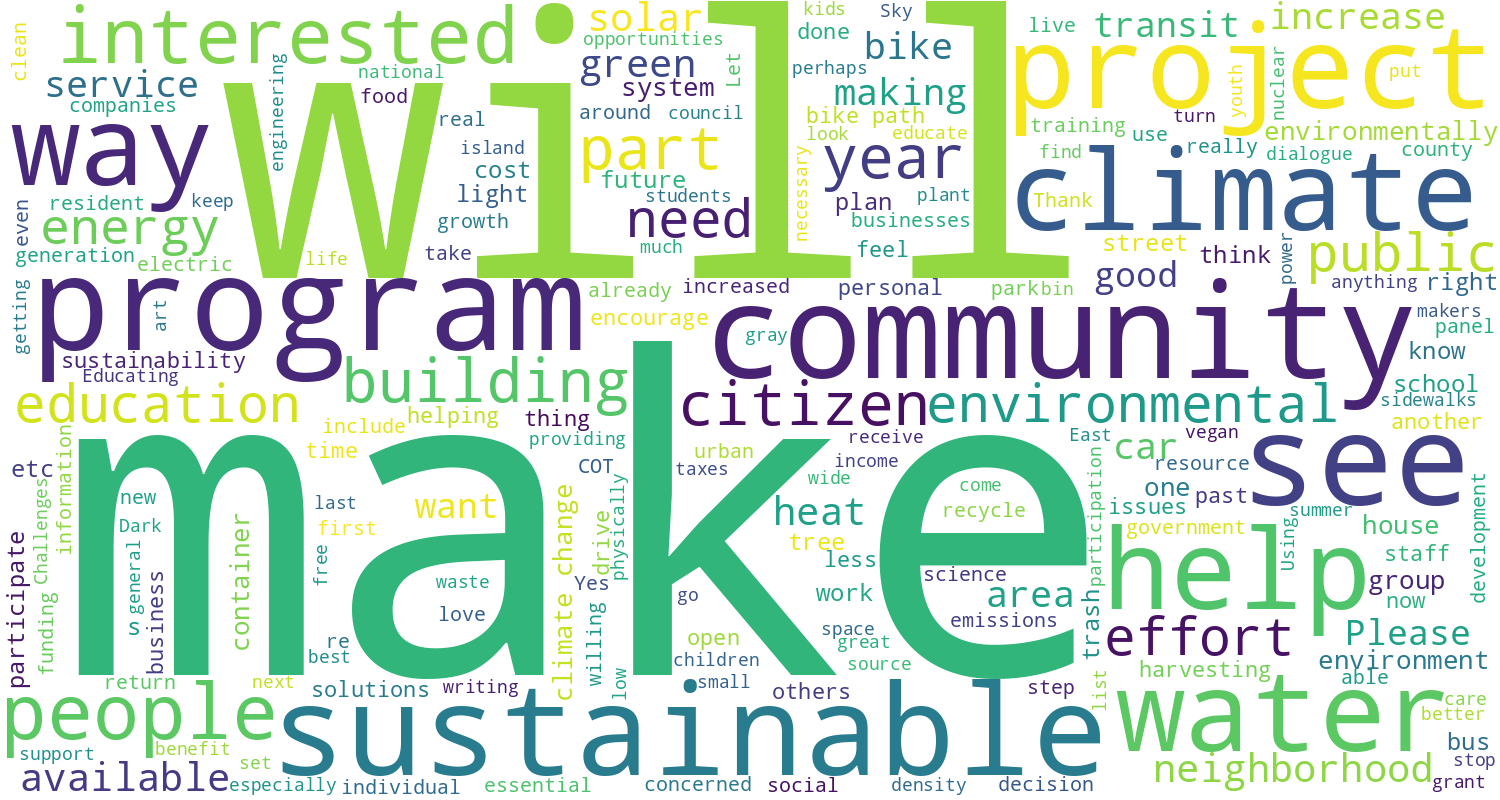 will
make
interested
project
way
program
community
climate
see
sustainable
water
help
people
building
citizen
environmental
education
energy
year
need
part
public
effort
available
neighborhood
solar
green
making
bike
transit
increase
service
companies
national
food
opportunities
system
around
council
Let
kids
done
Sky
perhaps
bike path
look
educate
live
youth
nuclear
put
training
use
turn
really
find
dialogue
environmentally
county
clean
engineering
real
island
cost
light
growth
future
students
much
necessary
plan
plant
businesses
feel
Thank
street
think
power
good
anything
right
resident
keep
even
generation
electric
life
take
getting
art
already
increased
personal
park
bin
encourage
gray
makers
panel
know
sustainability
Educating
school
sidewalks
another
helping
include
thing
time
providing
urban
receive
income
East
vegan
car
resource
etc
information
new
last
COT
taxes
wide
come
recycle
heat
tree
want
first
one
past
issues
summer
government
house
Using
staff
development
Dark
Challenges
general
container
free
climate change
drive
physically
less
science
participation
group
now
participate
funding
s
business
waste
love
Yes
go
work
area
emissions
trash
Please
environment
re
best
willing
open
space
great
children
source
harvesting
able
return
next
solutions
writing
low
small
others
step
list
care
better
support
benefit
set
especially
individual
essential
concerned
social
density
decision
bus
stop
grant